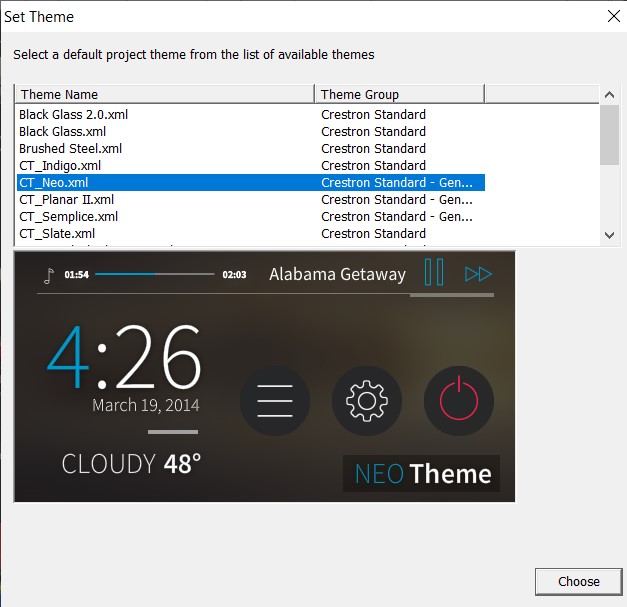 Set Theme
Select a default project theme from the list of available themes
Theme Name Theme Group
Black Glass 2.0.xml Crestron Standard
Black Glass.xml Crestron Standard
Brushed Steel.xml Crestron Standard
CT_Indigo.xml Crestron Standard
CT_Neo.xml Crestron Standard - Gen...
CT_Planar II.xml Crestron Standard - Gen...
CT_Semplice.xml Crestron Standard - Gen...
CT_Slate.xml Crestron Standard
01:54 02:03 Alabama Getaway
4:26
March 19, 2014
CLOUDY 48°
NEO Theme
Choose